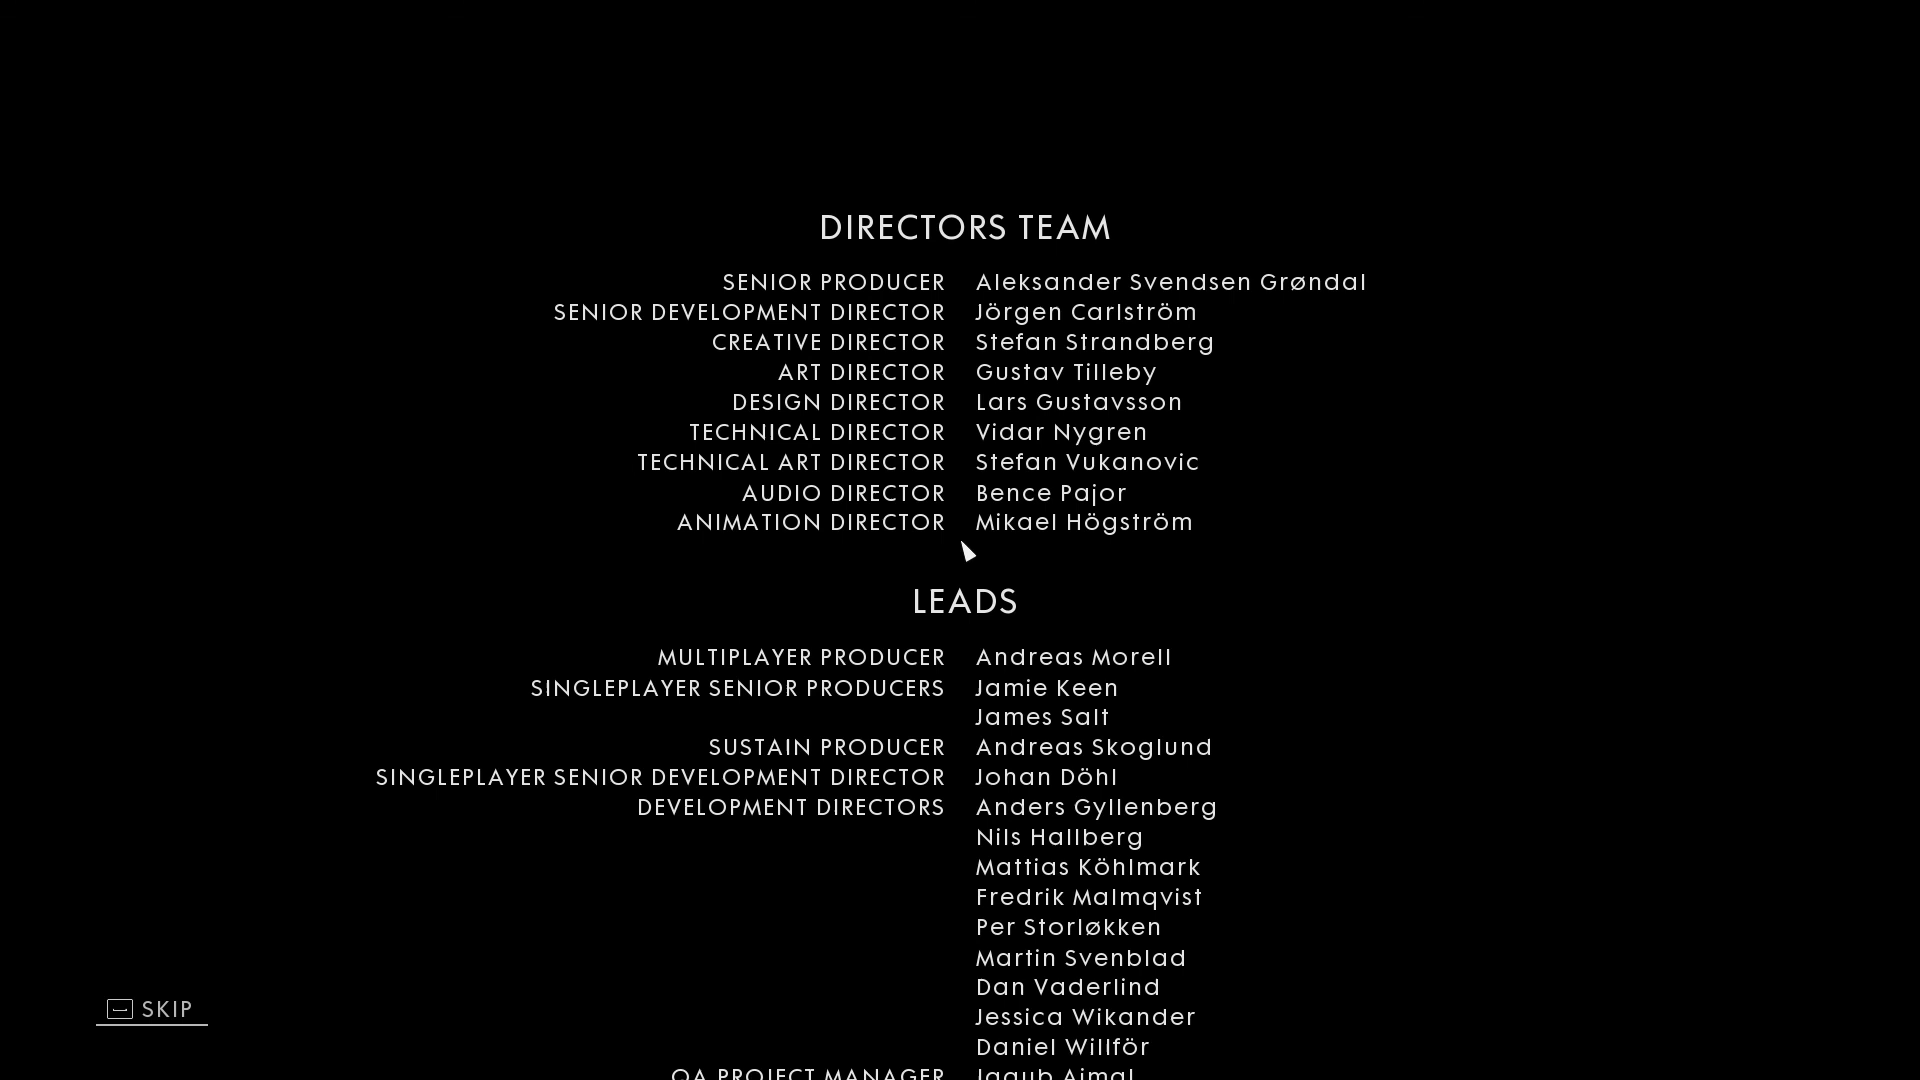 DIRECTORS TEAM
SENIOR PRODUCER Aleksander Svendsen Grøndal
SENIOR DEVELOPMENT DIRECTOR Jörgen Carlström
CREATIVE DIRECTOR Stefan Strandberg
ART DIRECTOR Gustav Tilleby
DESIGN DIRECTOR Lars Gustavsson
TECHNICAL DIRECTOR Vidar Nygren
TECHNICAL ART DIRECTOR Stefan Vukanovic
AUDIO DIRECTOR Bence Pajor
ANIMATION DIRECTOR Mikael Högström
LEADS
MULTIPLAYER PRODUCER Andreas Morell
SINGLEPLAYER SENIOR PRODUCERS Jamie Keen
James Salt
SUSTAIN PRODUCER Andreas Skoglund
SINGLEPLAYER SENIOR DEVELOPMENT DIRECTOR Johan Döhl
DEVELOPMENT DIRECTORS Anders Gyllenberg
Nils Hallberg
Mattias Köhlmark
Fredrik Malmqvist
Per Storløkken
Martin Svenblad
Dan Vaderlind
Jessica Wikander
SKIP
Daniel Willför
QA PROJECT MANAGER